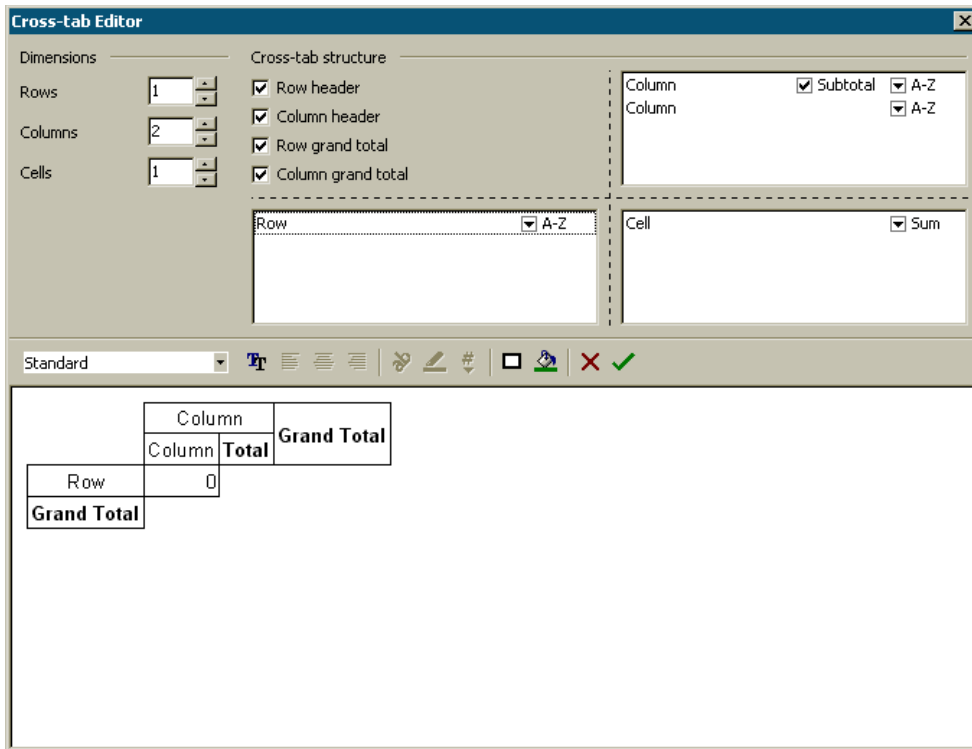 Cross-tab Editor
Dimensions
Rows 1
Columns 2
Cells 1
Cross-tab structure
Row header
Column header
Row grand total
Column grand total
Column Subtotal A-Z
Column A-Z
Row A-Z
Cell Sum
Standard
Column Grand Total
Column Total
Row 0
Grand Total